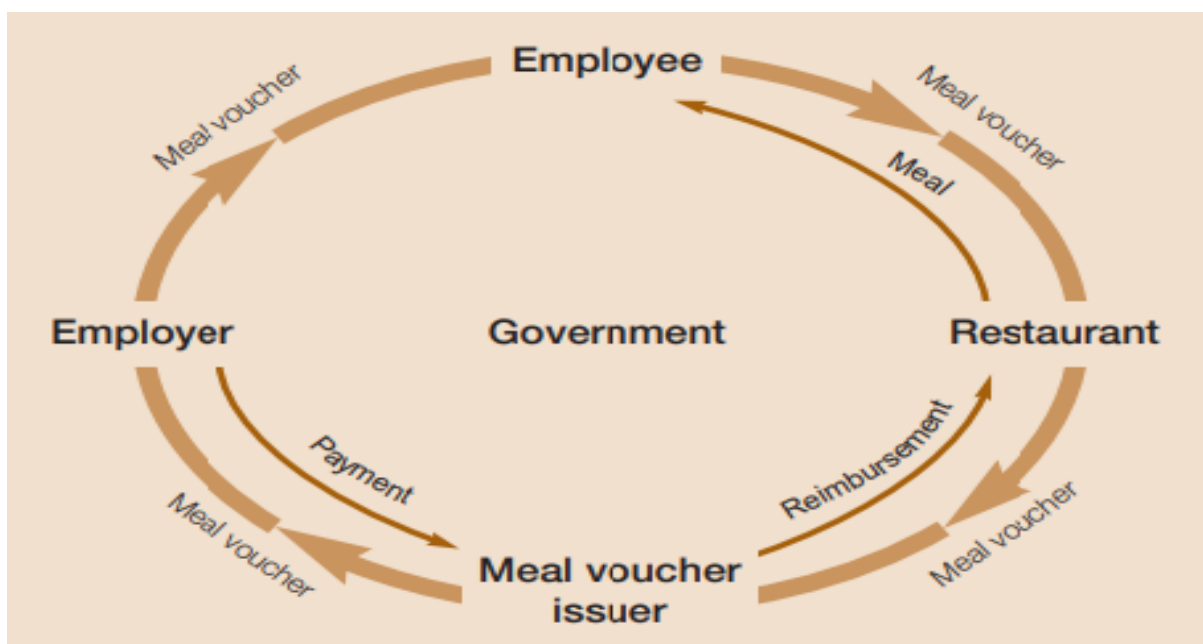 Employee
Meal voucher
Meal voucher
Meal
Employer
Government
Restaurant
Payment
Reimbursement
Meal voucher
Meal voucher
Meal voucher
issuer